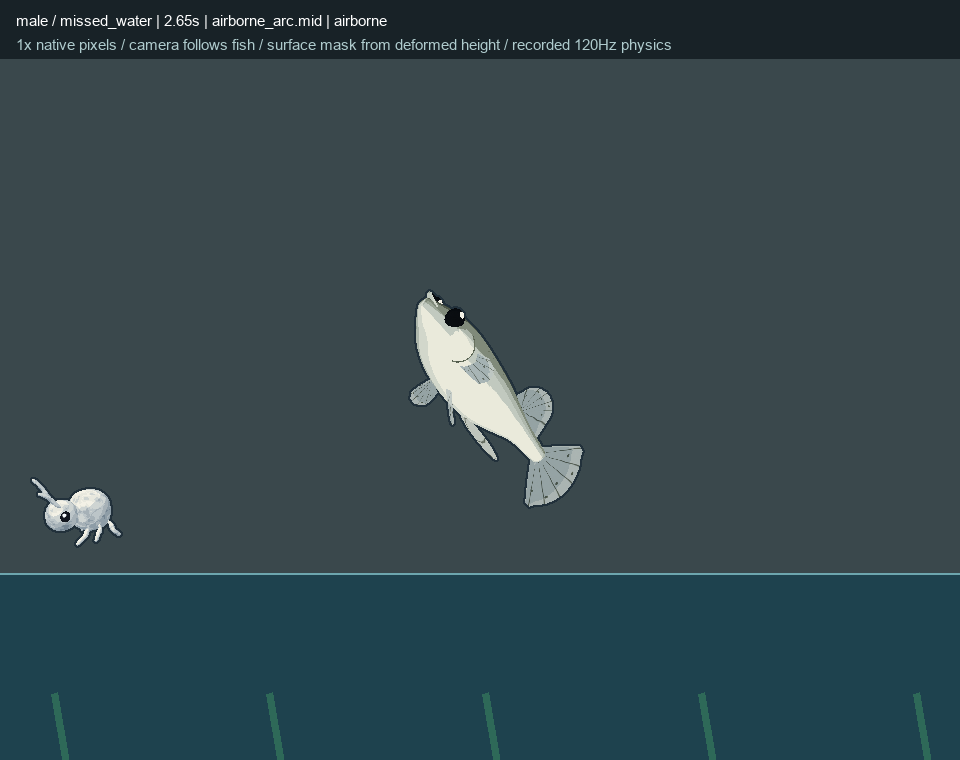 male / missed_water | 2.65s | airborne_arc.mid | airborne
1x native pixels / camera follows fish / surface mask from deformed height / recorded 120Hz physics